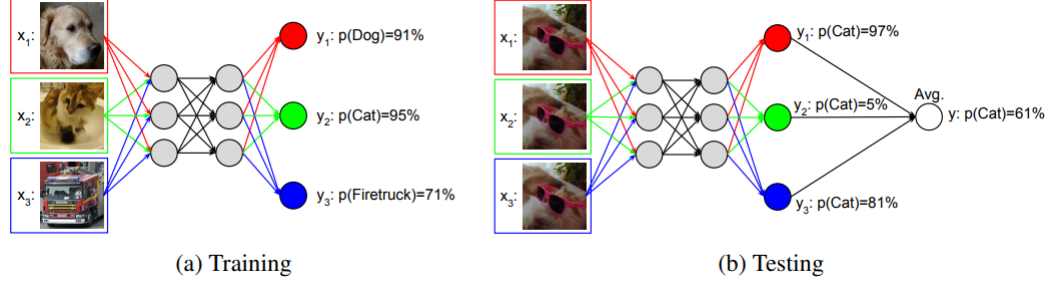 x1:
y1: p(Dog)=91%
x2:
y2: p(Cat)=95%
x3:
y3: p(Firetruck)=71%
(a) Training
x1:
y1: p(Cat)=97%
x2:
y2: p(Cat)=5%
Avg.
y: p(Cat)=61%
x3:
y3: p(Cat)=81%
(b) Testing